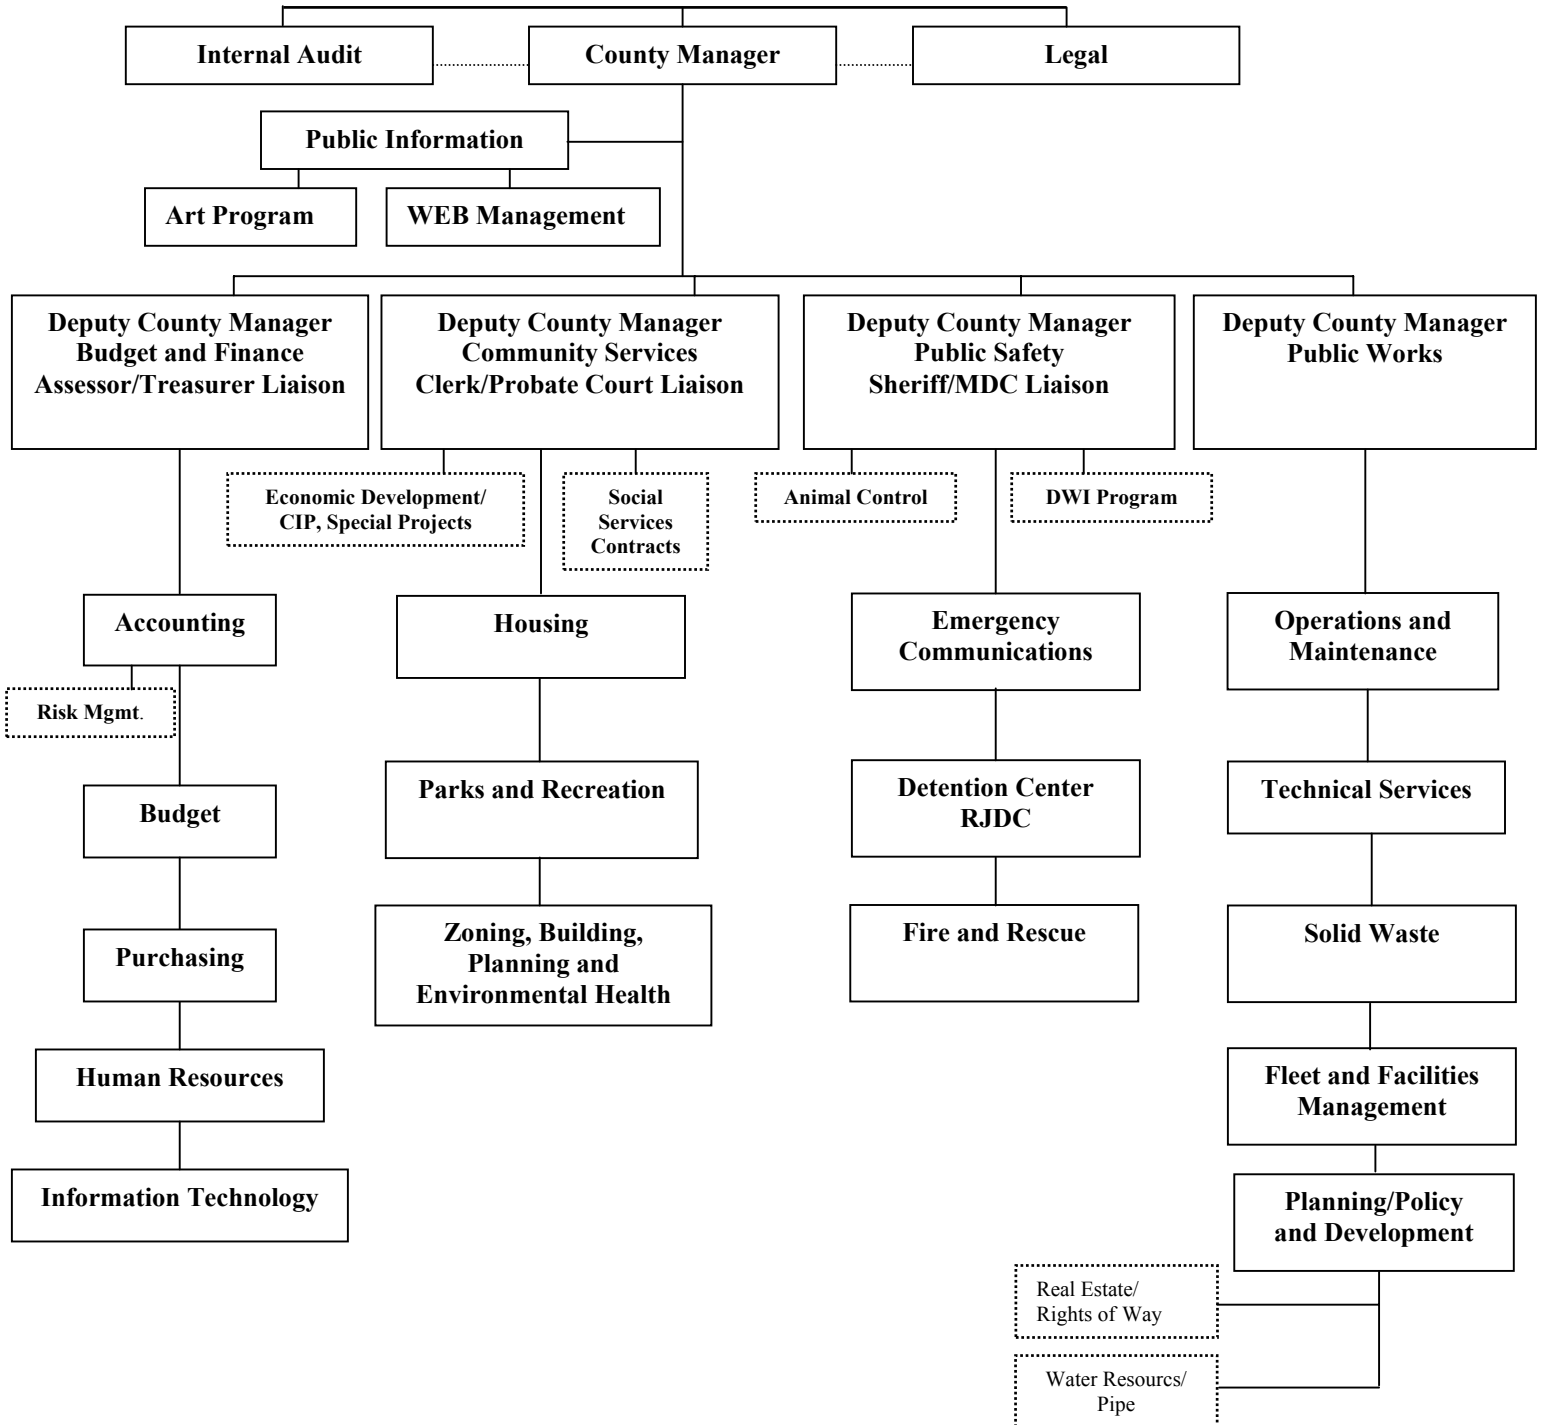 Internal Audit
County Manager
Legal
Public Information
Art Program
WEB Management
Deputy County Manager
Budget and Finance
Assessor/Treasurer Liaison
Deputy County Manager
Community Services
Clerk/Probate Court Liaison
Deputy County Manager
Public Safety
Sheriff/MDC Liaison
Deputy County Manager
Public Works
Economic Development/
CIP, Special Projects
Social
Services
Contracts
Animal Control
DWI Program
Accounting
Risk Mgmt.
Budget
Purchasing
Human Resources
Information Technology
Housing
Parks and Recreation
Zoning, Building,
Planning and
Environmental Health
Emergency
Communications
Detention Center
RJDC
Fire and Rescue
Operations and
Maintenance
Technical Services
Solid Waste
Fleet and Facilities
Management
Planning/Policy
and Development
Real Estate/
Rights of Way
Water Resourcs/
Pipe